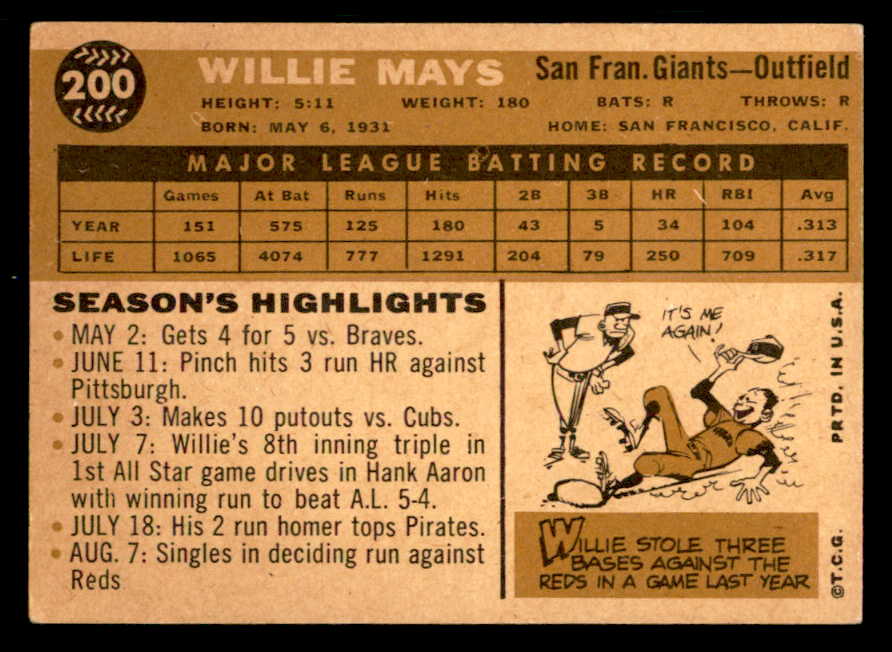 200
WILLIE MAYS
San Fran. Giants—Outfield
HEIGHT: 5:11 WEIGHT: 180 BATS: R THROWS: R
BORN: MAY 6, 1931 HOME: SAN FRANCISCO, CALIF.
MAJOR LEAGUE BATTING RECORD
Games At Bat Runs Hits 2B 3B HR RBI Avg
YEAR 151 575 125 180 43 5 34 104 .313
LIFE 1065 4074 777 1291 204 79 250 709 .317
SEASON'S HIGHLIGHTS
• MAY 2: Gets 4 for 5 vs. Braves.
• JUNE 11: Pinch hits 3 run HR against
Pittsburgh.
• JULY 3: Makes 10 putouts vs. Cubs.
• JULY 7: Willie's 8th inning triple in
1st All Star game drives in Hank Aaron
with winning run to beat A.L. 5-4.
• JULY 18: His 2 run homer tops Pirates.
• AUG. 7: Singles in deciding run against
Reds
IT'S ME
AGAIN!
WILLIE STOLE THREE
BASES AGAINST THE
REDS IN A GAME LAST YEAR
©T.C.G. PRTD. IN U.S.A.